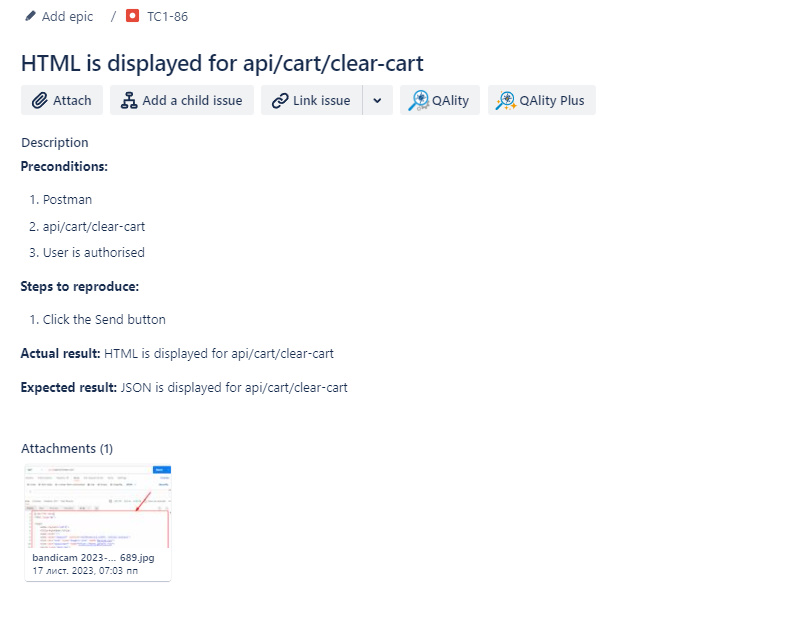 Add epic / TC1-86
HTML is displayed for api/cart/clear-cart
Attach Add a child issue Link issue QAlity QAlity Plus
Description
Preconditions:
1. Postman
2. api/cart/clear-cart
3. User is authorised
Steps to reproduce:
1. Click the Send button
Actual result: HTML is displayed for api/cart/clear-cart
Expected result: JSON is displayed for api/cart/clear-cart
Attachments (1)
bandicam 2023-... 689.jpg
17 лист. 2023, 07:03 пп